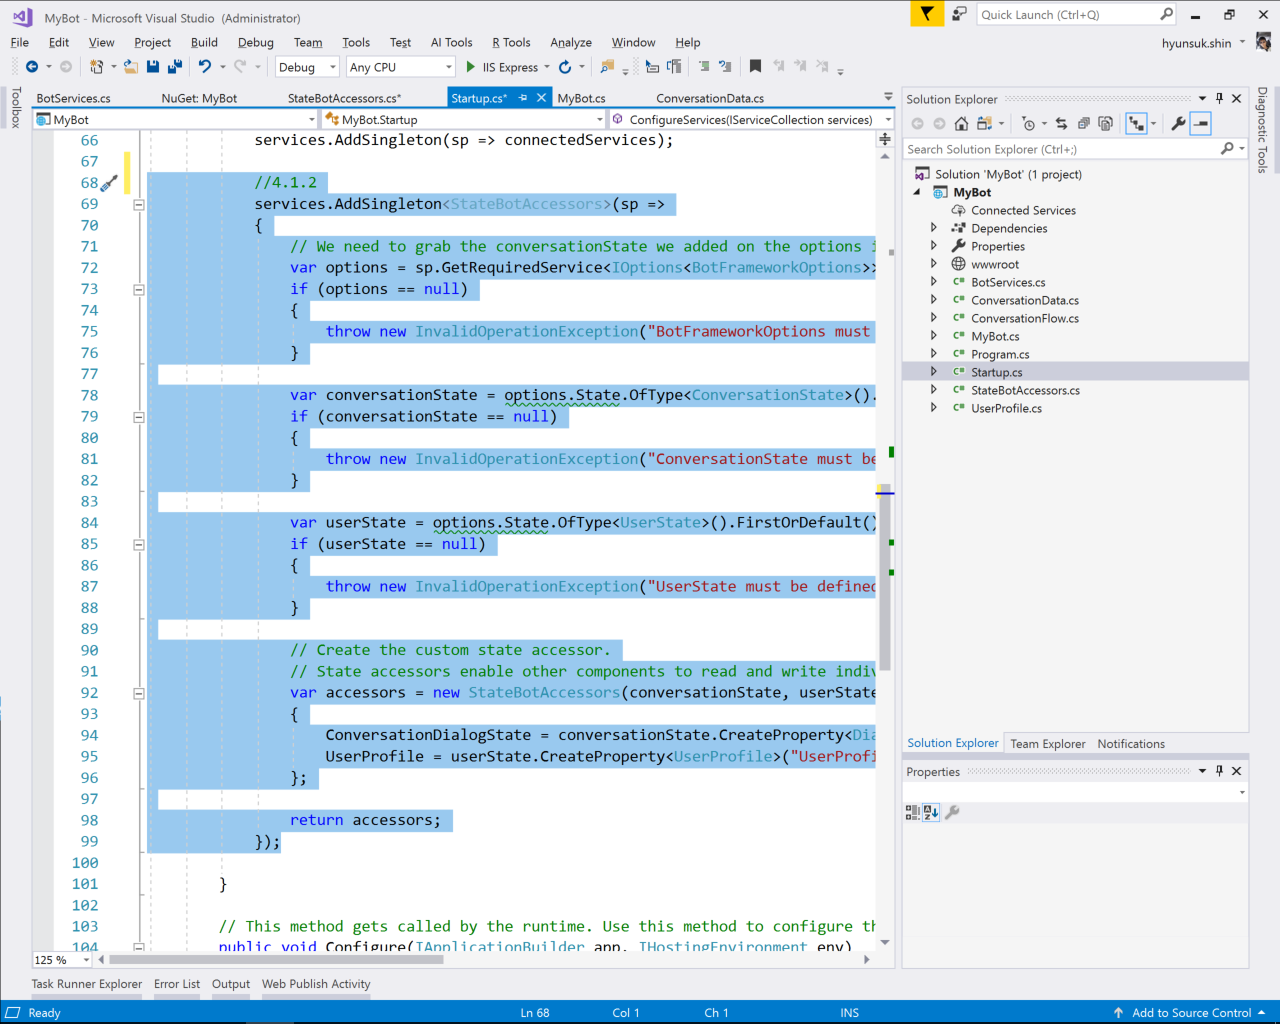 MyBot - Microsoft Visual Studio (Administrator)
Quick Launch (Ctrl+Q)
File Edit View Project Build Debug Team Tools Test AI Tools R Tools Analyze Window Help
hyunsuk.shin
Debug Any CPU IIS Express
Toolbox
BotServices.cs NuGet: MyBot StateBotAccessors.cs* Startup.cs* MyBot.cs ConversationData.cs
MyBot MyBot.Startup ConfigureServices(IServiceCollection services)
66 services.AddSingleton(sp => connectedServices);
67
68 //4.1.2
69 services.AddSingleton<StateBotAccessors>(sp =>
70 {
71 // We need to grab the conversationState we added on the options i
72 var options = sp.GetRequiredService<IOptions<BotFrameworkOptions>>
73 if (options == null)
74 {
75 throw new InvalidOperationException("BotFrameworkOptions must
76 }
77
78 var conversationState = options.State.OfType<ConversationState>().
79 if (conversationState == null)
80 {
81 throw new InvalidOperationException("ConversationState must be
82 }
83
84 var userState = options.State.OfType<UserState>().FirstOrDefault()
85 if (userState == null)
86 {
87 throw new InvalidOperationException("UserState must be defined
88 }
89
90 // Create the custom state accessor.
91 // State accessors enable other components to read and write indiv
92 var accessors = new StateBotAccessors(conversationState, userState
93 {
94 ConversationDialogState = conversationState.CreateProperty<Dia
95 UserProfile = userState.CreateProperty<UserProfile>("UserProfi
96 };
97
98 return accessors;
99 });
100
101 }
102
103 // This method gets called by the runtime. Use this method to configure th
104 public void Configure(IApplicationBuilder app, IHostingEnvironment env)
125 %
Solution Explorer
Search Solution Explorer (Ctrl+;)
Solution 'MyBot' (1 project)
MyBot
Connected Services
Dependencies
Properties
wwwroot
C# BotServices.cs
C# ConversationData.cs
C# ConversationFlow.cs
C# MyBot.cs
C# Program.cs
C# Startup.cs
C# StateBotAccessors.cs
C# UserProfile.cs
Solution Explorer Team Explorer Notifications
Properties
Diagnostic Tools
Task Runner Explorer Error List Output Web Publish Activity
Ready Ln 68 Col 1 Ch 1 INS Add to Source Control